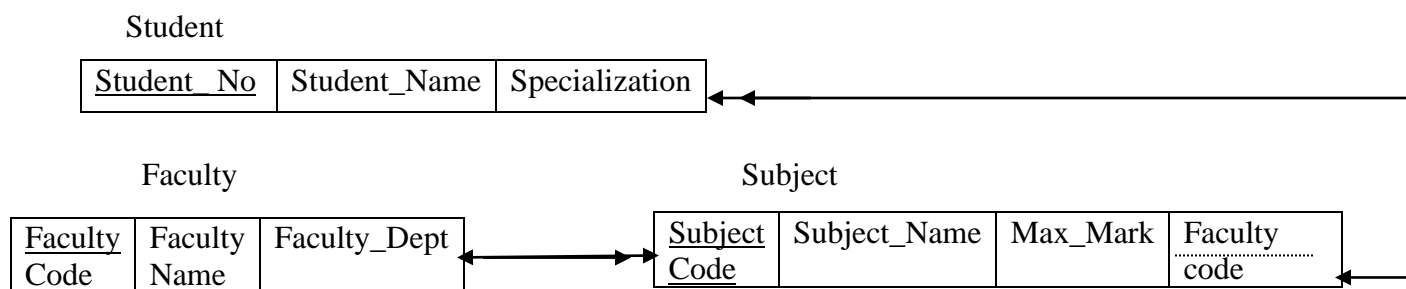 Student
Student_ No Student_Name Specialization
Faculty Subject
Faculty Code Faculty Name Faculty_Dept Subject Code Subject_Name Max_Mark Faculty code